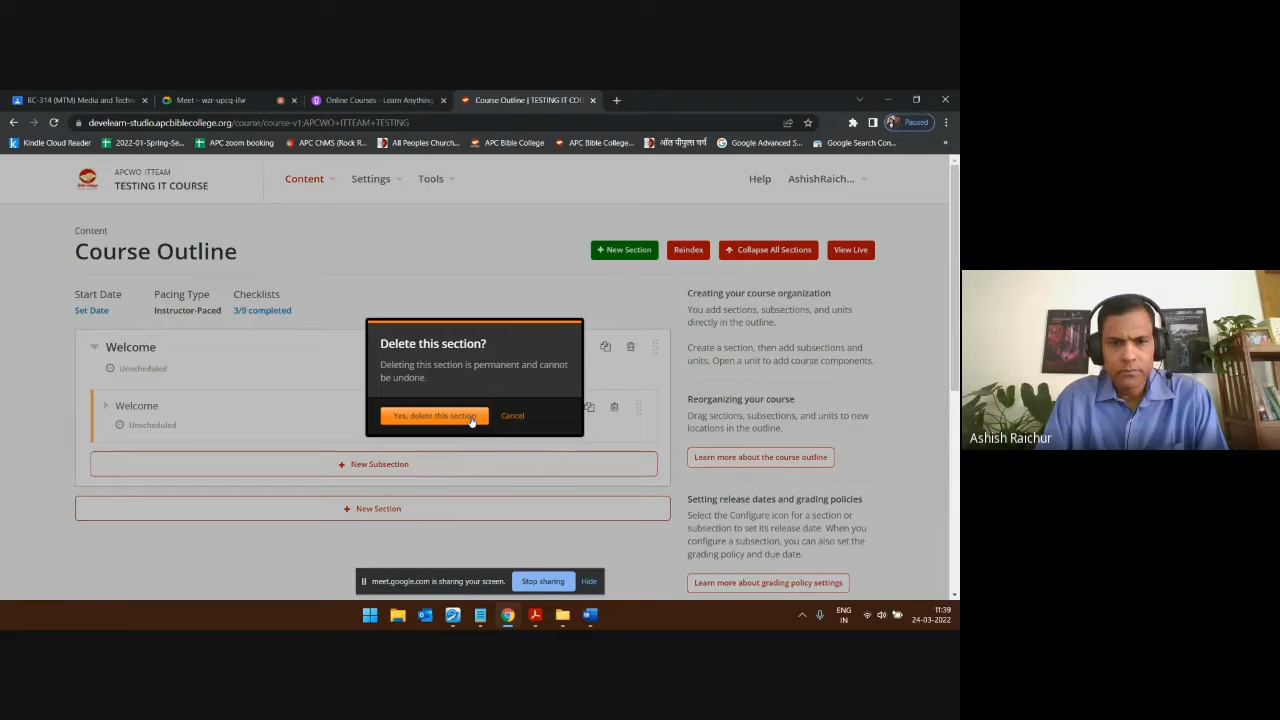 BC-314 (MTM) Media and Techn
Meet – wzr-upcq-ifw
Online Courses - Learn Anything,
Course Outline | TESTING IT COU
develearn-studio.apcbiblecollege.org/course/course-v1:APCWO+ITTEAM+TESTING
Paused
Kindle Cloud Reader
2022-01-Spring-Se...
APC zoom booking
APC ChMS (Rock R...
All Peoples Church...
APC Bible College
APC Bible College...
ऑल पीपुल्स चर्च
Google Advanced S...
Google Search Con...
APCWO ITTEAM
TESTING IT COURSE
Content
Settings
Tools
Help
AshishRaich...
Content
Course Outline
+ New Section
Reindex
Collapse All Sections
View Live
Start Date
Pacing Type
Checklists
Set Date
Instructor-Paced
3/9 completed
Welcome
Unscheduled
Welcome
Unscheduled
+ New Subsection
+ New Section
Delete this section?
Deleting this section is permanent and cannot
be undone.
Yes, delete this section
Cancel
Creating your course organization
You add sections, subsections, and units
directly in the outline.
Create a section, then add subsections and
units. Open a unit to add course components.
Reorganizing your course
Drag sections, subsections, and units to new
locations in the outline.
Learn more about the course outline
Setting release dates and grading policies
Select the Configure icon for a section or
subsection to set its release date. When you
configure a subsection, you can also set the
grading policy and due date.
Learn more about grading policy settings
meet.google.com is sharing your screen.
Stop sharing
Hide
ENG
IN
11:39
24-03-2022
Ashish Raichur